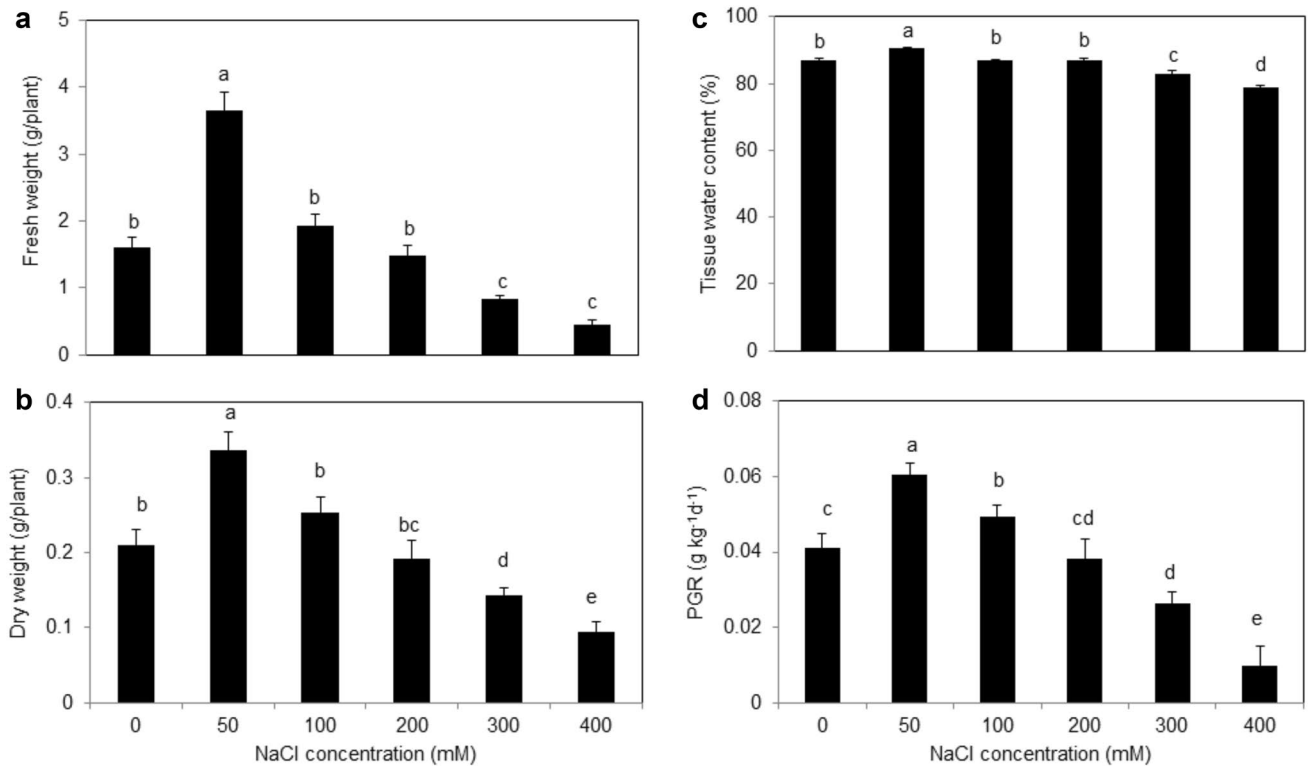 a
Fresh weight (g/plant)
5
4
3
2
1
0
b
a
b
b
c
c
b
Dry weight (g/plant)
0.4
0.3
0.2
0.1
0
b
a
b
bc
d
e
0 50 100 200 300 400
NaCl concentration (mM)
c
Tissue water content (%)
100
80
60
40
20
0
b
a
b
b
c
d
d
PGR (g kg⁻¹d⁻¹)
0.08
0.06
0.04
0.02
0
c
a
b
cd
d
e
0 50 100 200 300 400
NaCl concentration (mM)